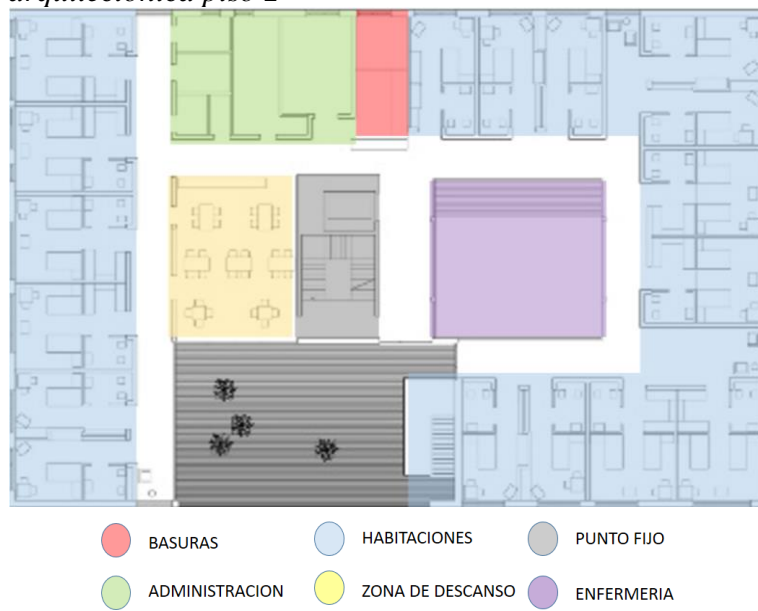 BASURAS
HABITACIONES
PUNTO FIJO
ADMINISTRACION
ZONA DE DESCANSO
ENFERMERIA